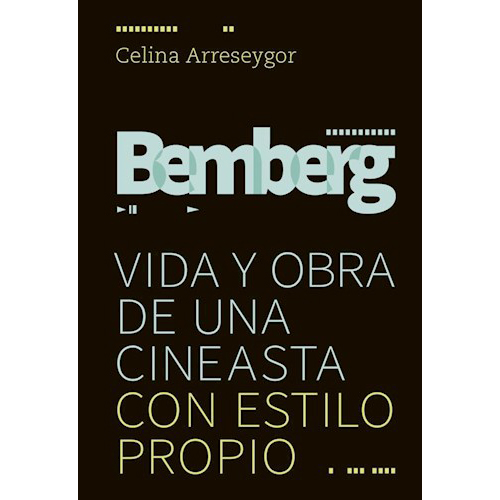 Celina Arreseygor
Bemberg
VIDA Y OBRA
DE UNA
CINEASTA
CON ESTILO
PROPIO